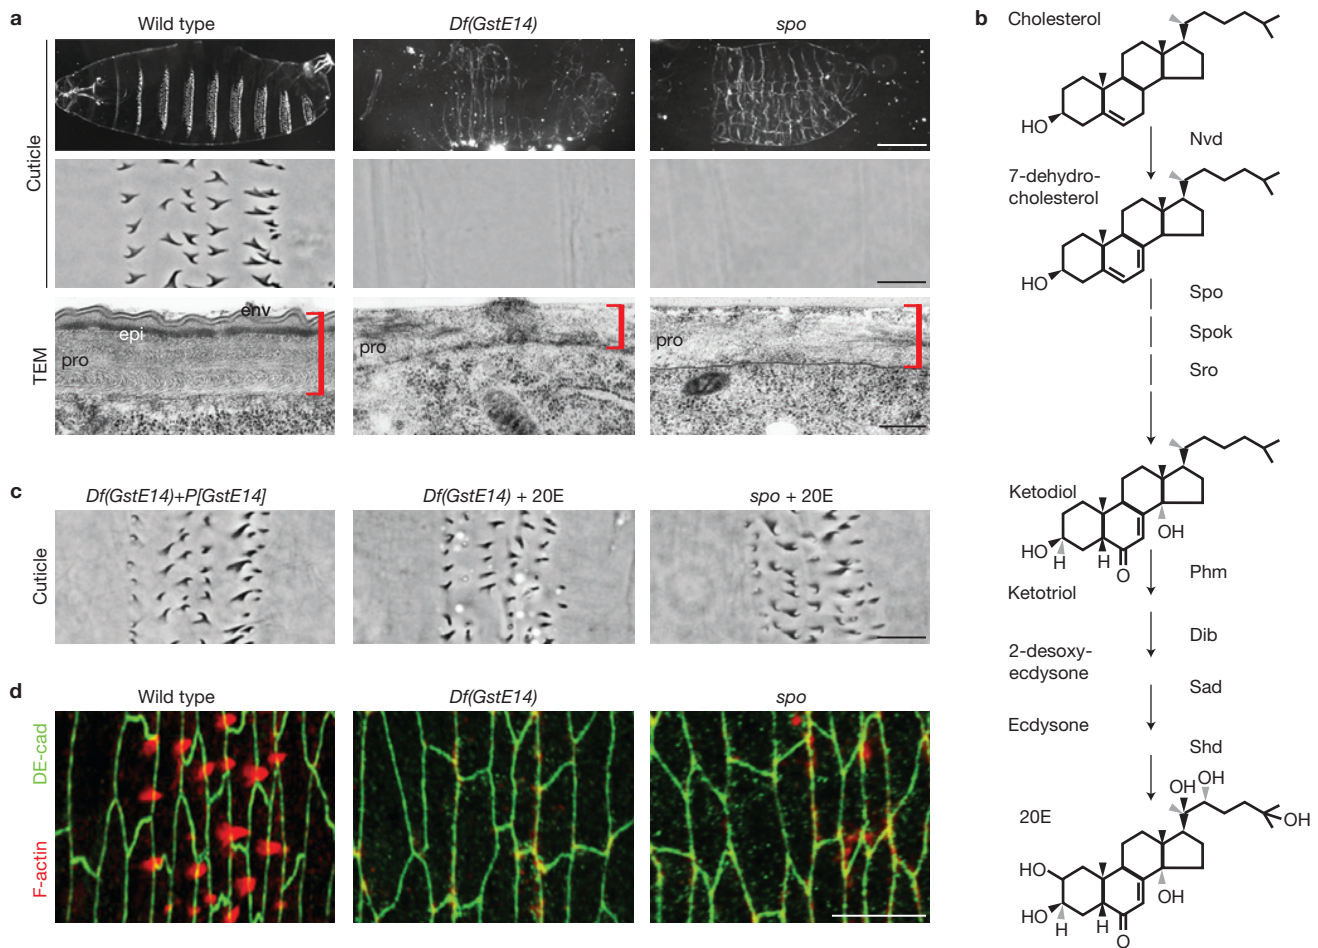 a
Wild type
Df(GstE14)
spo
Cuticle
env
epi
pro
pro
pro
TEM
c
Df(GstE14)+P[GstE14]
Df(GstE14) + 20E
spo + 20E
Cuticle
d
Wild type
Df(GstE14)
spo
DE-cad
F-actin
b
Cholesterol
HO
Nvd
7-dehydro-
cholesterol
HO
Spo
Spok
Sro
Ketodiol
OH
HO
H
H
O
Phm
Ketotriol
Dib
2-desoxy-
ecdysone
Sad
Ecdysone
Shd
OH
OH
20E
OH
HO
OH
HO
H
H
O